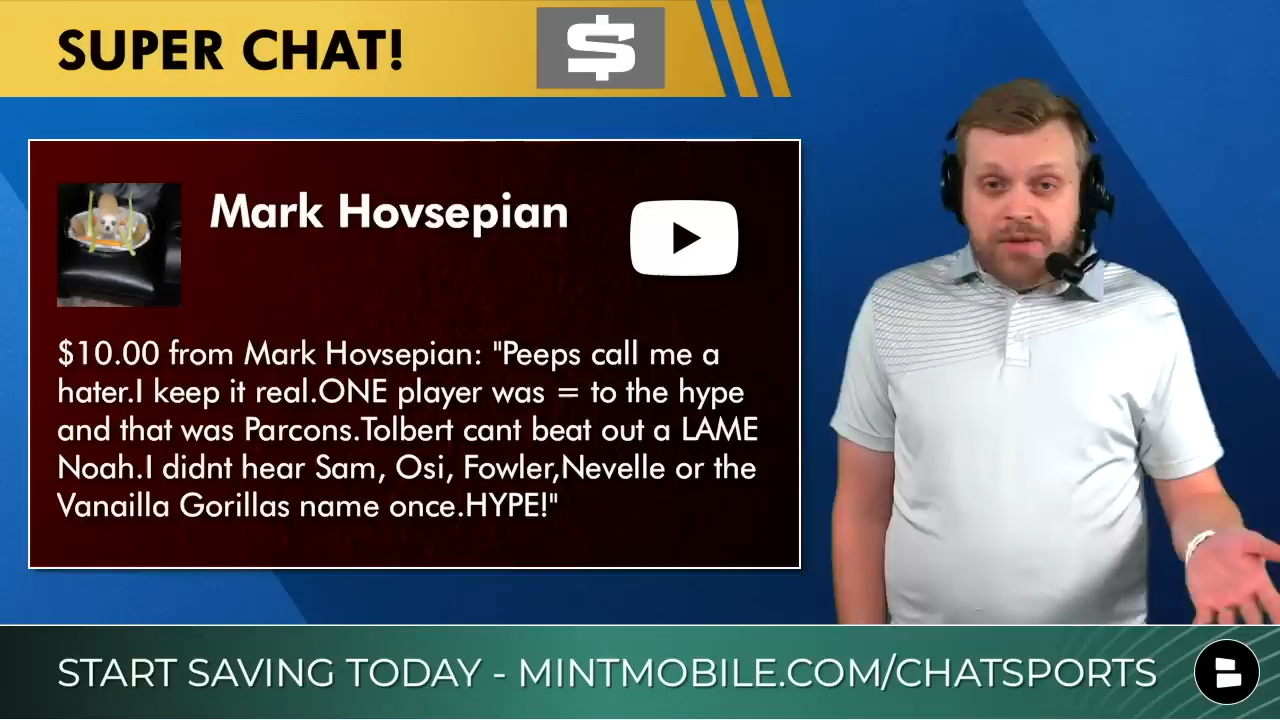 SUPER CHAT!
$
Mark Hovsepian
$10.00 from Mark Hovsepian: "Peeps call me a
hater.I keep it real.ONE player was = to the hype
and that was Parcons.Tolbert cant beat out a LAME
Noah.I didnt hear Sam, Osi, Fowler,Nevelle or the
Vanailla Gorillas name once.HYPE!"
START SAVING TODAY - MINTMOBILE.COM/CHATSPORTS